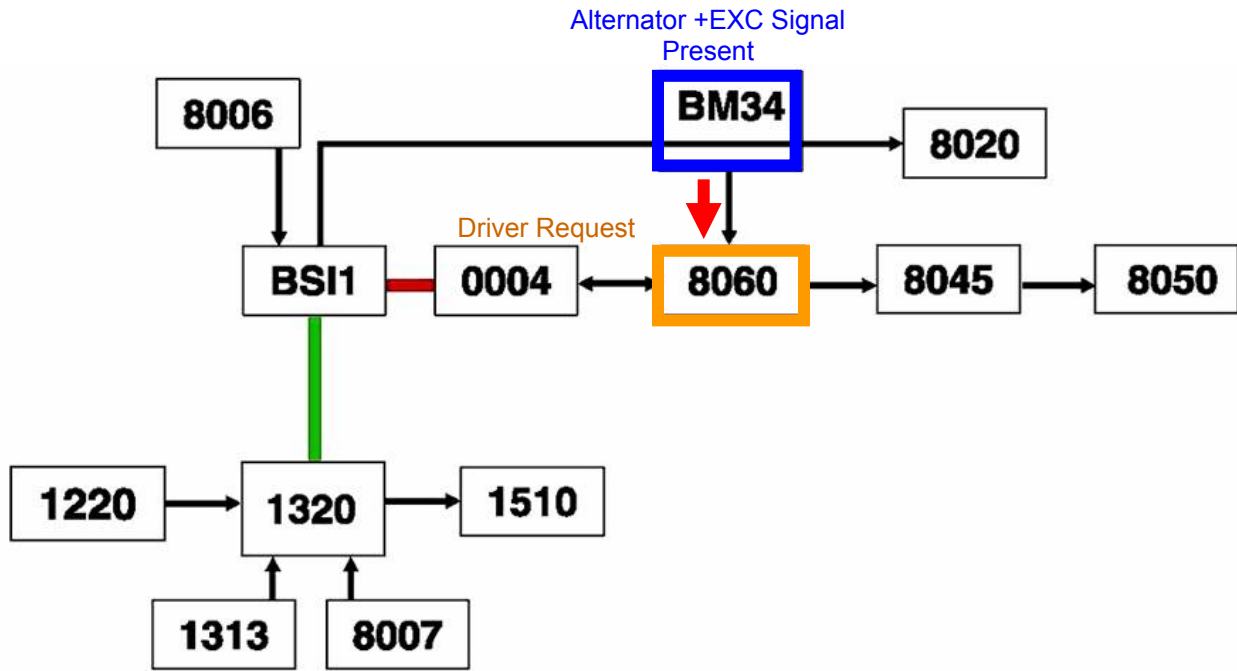 Alternator +EXC Signal
Present
8006
BM34
8020
Driver Request
BSI1
0004
8060
8045
8050
1220
1320
1510
1313
8007